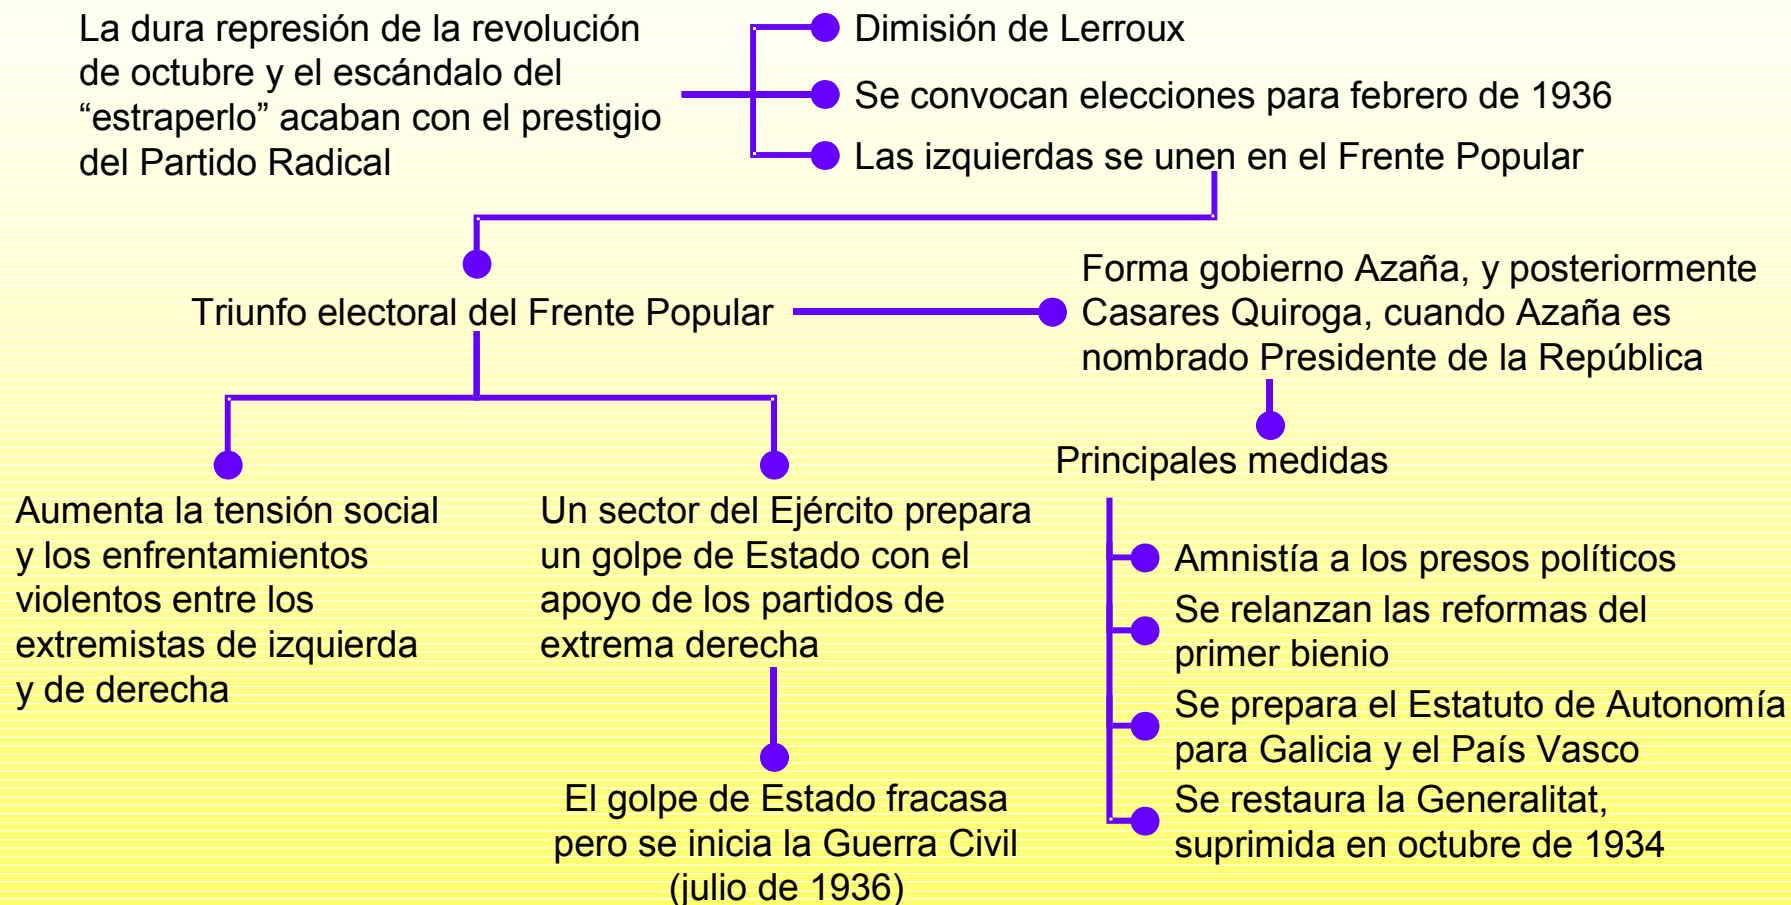 La dura represión de la revolución
de octubre y el escándalo del
“estraperlo” acaban con el prestigio
del Partido Radical
Dimisión de Lerroux
Se convocan elecciones para febrero de 1936
Las izquierdas se unen en el Frente Popular
Triunfo electoral del Frente Popular
Forma gobierno Azaña, y posteriormente
Casares Quiroga, cuando Azaña es
nombrado Presidente de la República
Aumenta la tensión social
y los enfrentamientos
violentos entre los
extremistas de izquierda
y de derecha
Un sector del Ejército prepara
un golpe de Estado con el
apoyo de los partidos de
extrema derecha
El golpe de Estado fracasa
pero se inicia la Guerra Civil
(julio de 1936)
Principales medidas
Amnistía a los presos políticos
Se relanzan las reformas del
primer bienio
Se prepara el Estatuto de Autonomía
para Galicia y el País Vasco
Se restaura la Generalitat,
suprimida en octubre de 1934